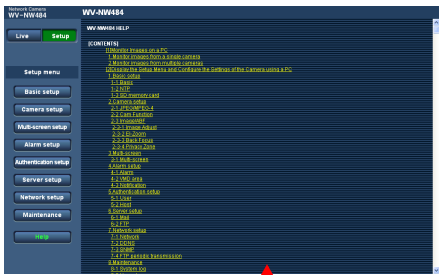 Network Camera
WV-NW484
WV-NW484
Live
Setup
Setup menu
Basic setup
Camera setup
Multi-screen setup
Alarm setup
Authentication setup
Server setup
Network setup
Maintenance
Help
WV-NW484 HELP
[CONTENTS]
[1]Monitor images on a PC
1.Monitor images from a single camera
2.Monitor images from multiple cameras
[2]Display the Setup Menu and Configure the Settings of the Camera using a PC
1.Basic setup
1-1 Basic
1-2 NTP
1-3 SD memory card
2.Camera setup
2-1 JPEG/MPEG-4
2-2 Cam Function
2-3 Image/ABF
2-3-1 Image Adjust
2-3-2 El-Zoom
2-3-3 Back Focus
2-3-4 Privacy Zone
3.Multi-screen
3-1 Multi-screen
4.Alarm setup
4-1 Alarm
4-2 VMD area
4-3 Notification
5.Authentication setup
5-1 User
5-2 Host
6.Server setup
6-1 Mail
6-2 FTP
7.Network setup
7-1 Network
7-2 DDNS
7-3 SNMP
7-4 FTP periodic transmission
8.Maintenance
8-1 System log